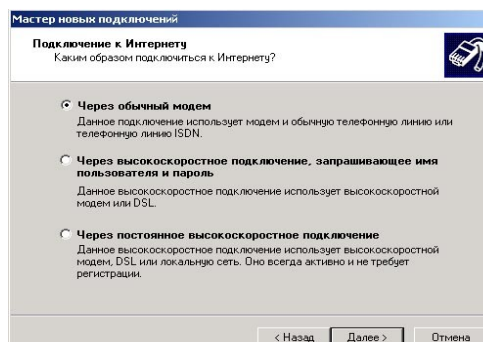 Мастер новых подключений
Подключение к Интернету
Каким образом подключиться к Интернету?
Через обычный модем
Данное подключение использует модем и обычную телефонную линию или
телефонную линию ISDN.
Через высокоскоростное подключение, запрашивающее имя
пользователя и пароль
Данное высокоскоростное подключение использует высокоскоростной
модем или DSL.
Через постоянное высокоскоростное подключение
Данное высокоскоростное подключение использует высокоскоростной
модем, DSL или локальную сеть. Оно всегда активно и не требует
регистрации.
< Назад Далее > Отмена